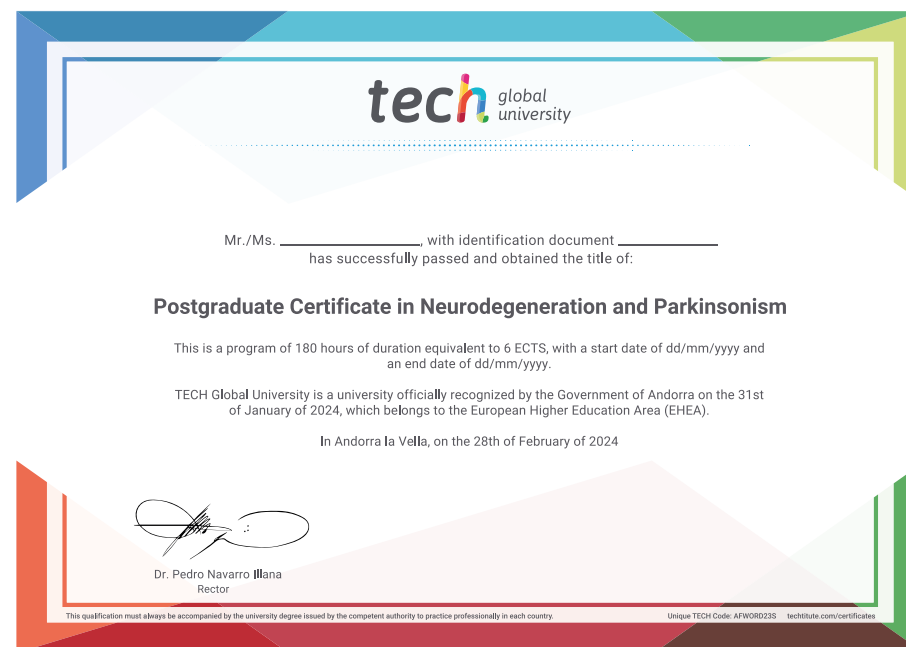 tech global
university
Mr./Ms. ____________, with identification document ____________
has successfully passed and obtained the title of:
Postgraduate Certificate in Neurodegeneration and Parkinsonism
This is a program of 180 hours of duration equivalent to 6 ECTS, with a start date of dd/mm/yyyy and
an end date of dd/mm/yyyy.
TECH Global University is a university officially recognized by the Government of Andorra on the 31st
of January of 2024, which belongs to the European Higher Education Area (EHEA).
In Andorra la Vella, on the 28th of February of 2024
Dr. Pedro Navarro Illana
Rector
This qualification must always be accompanied by the university degree issued by the competent authority to practice professionally in each country.
Unique TECH Code: AFWORD23S techtitute.com/certificates